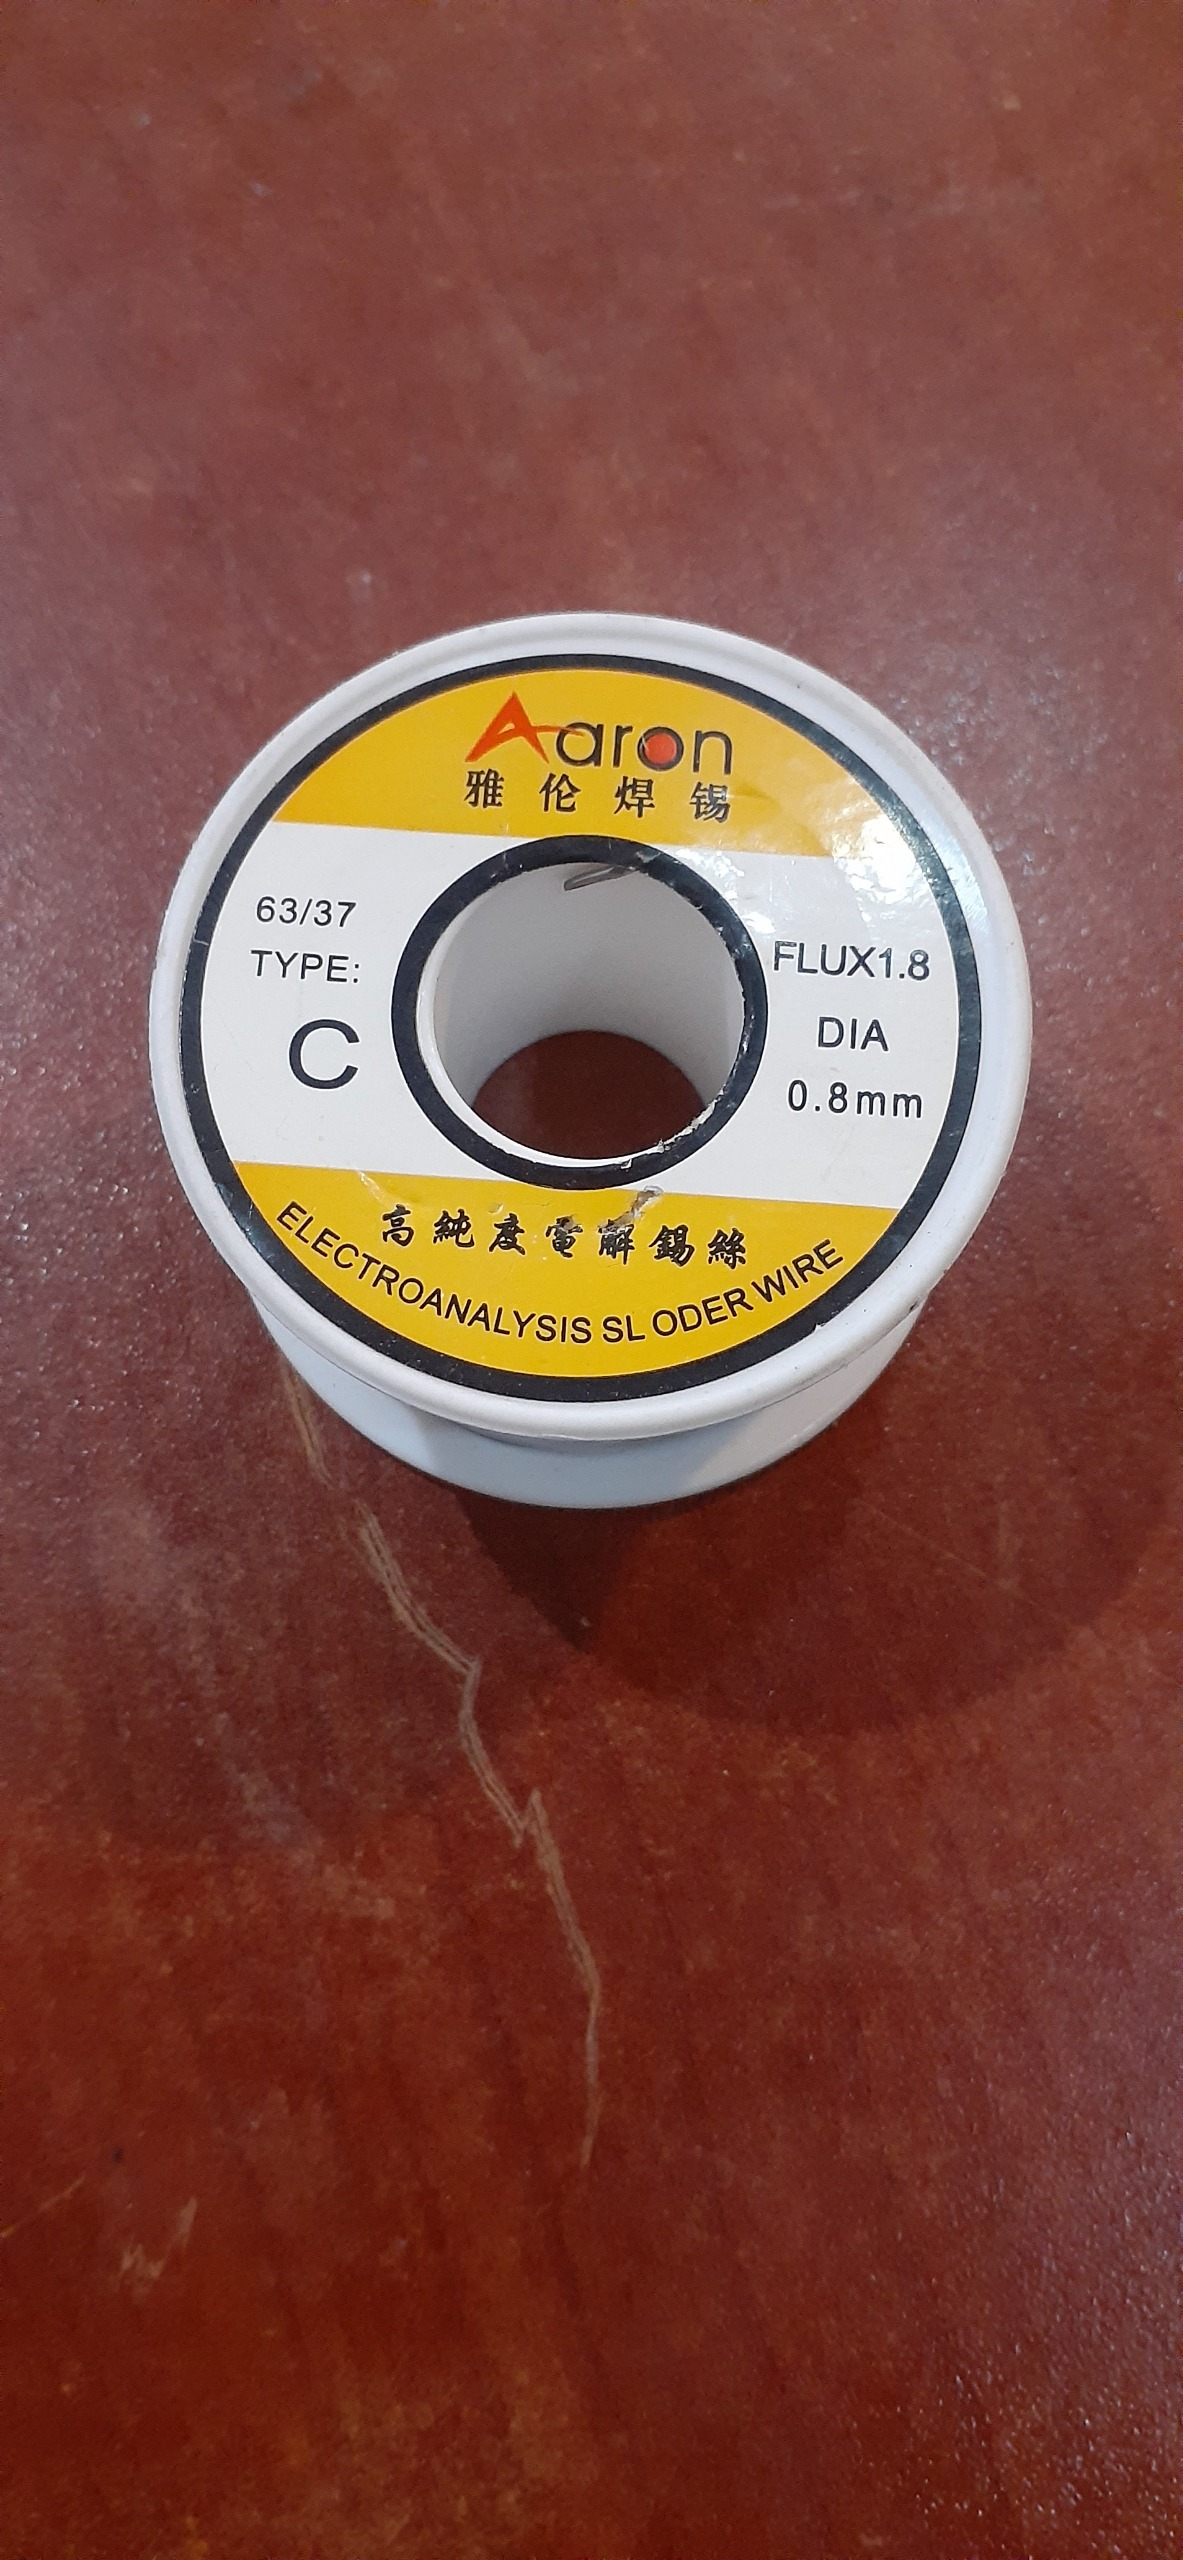 Aaron
雅伦焊锡
63/37
TYPE:
C
FLUX1.8
DIA
0.8mm
高純度電解錫絲
ELECTROANALYSIS SL ODER WIRE